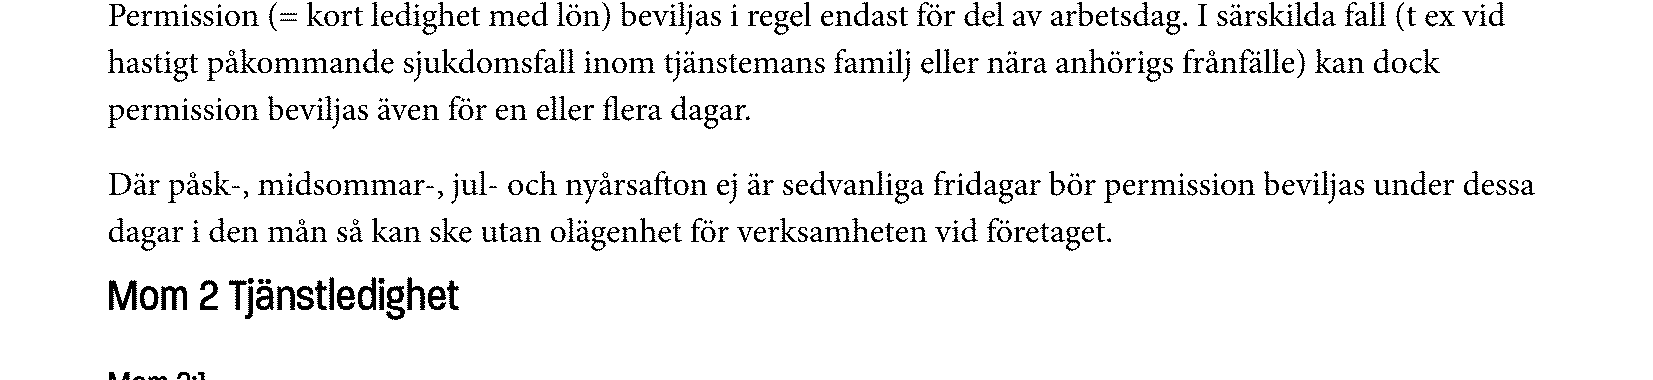 Permission (= kort ledighet med lön) beviljas i regel endast för del av arbetsdag. I särskilda fall (t ex vid
hastigt påkommande sjukdomsfall inom tjänstemans familj eller nära anhörigs frånfälle) kan dock
permission beviljas även för en eller flera dagar.
Där påsk-, midsommar-, jul- och nyårsafton ej är sedvanliga fridagar bör permission beviljas under dessa
dagar i den mån så kan ske utan olägenhet för verksamheten vid företaget.
Mom 2 Tjänstledighet
Mom 2:1